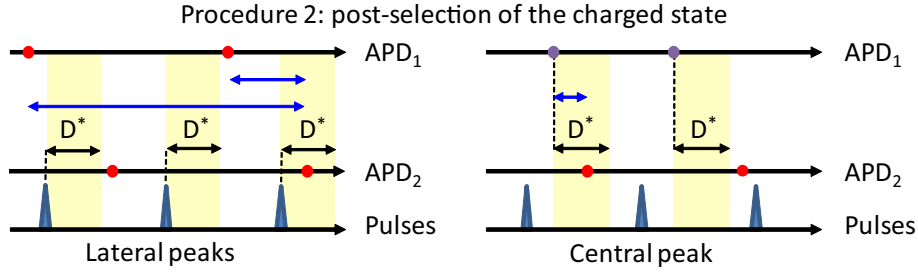 Procedure 2: post-selection of the charged state
APD1
APD1
D* D* D*
D* D*
APD2
APD2
Pulses
Pulses
Lateral peaks
Central peak